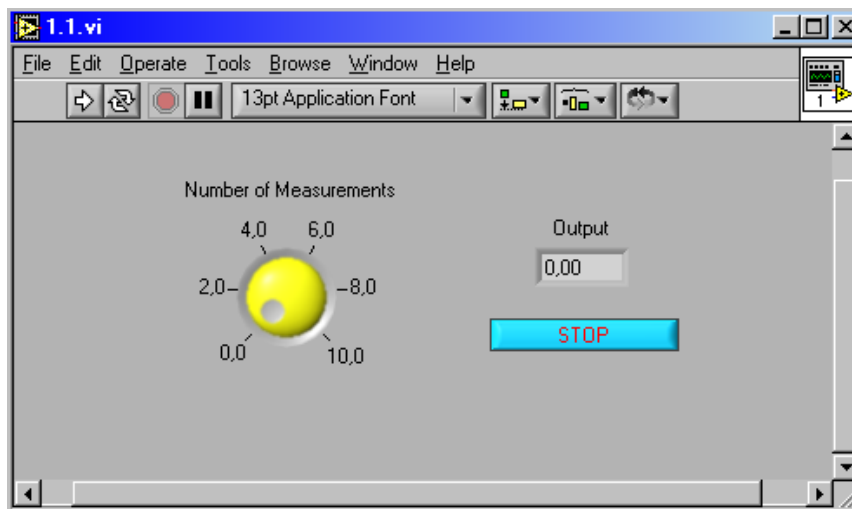 1.1.vi
File Edit Operate Tools Browse Window Help
13pt Application Font
1
Number of Measurements
4,0 6,0
2,0 8,0
0,0 10,0
Output
0,00
STOP